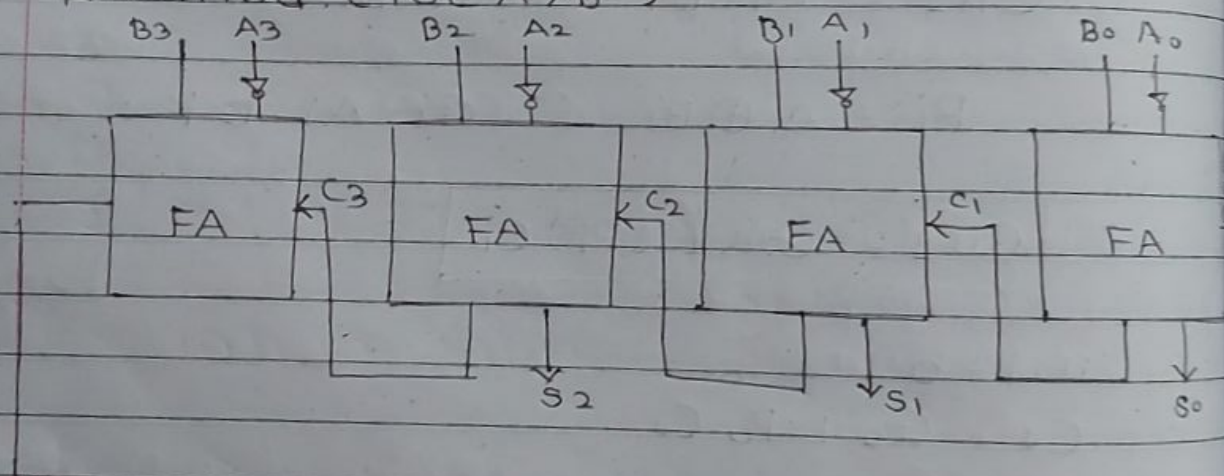 B3 A3 B2 A2 B1 A1 B0 A0
C3 C2 C1
FA FA FA FA
S2 S1 S0